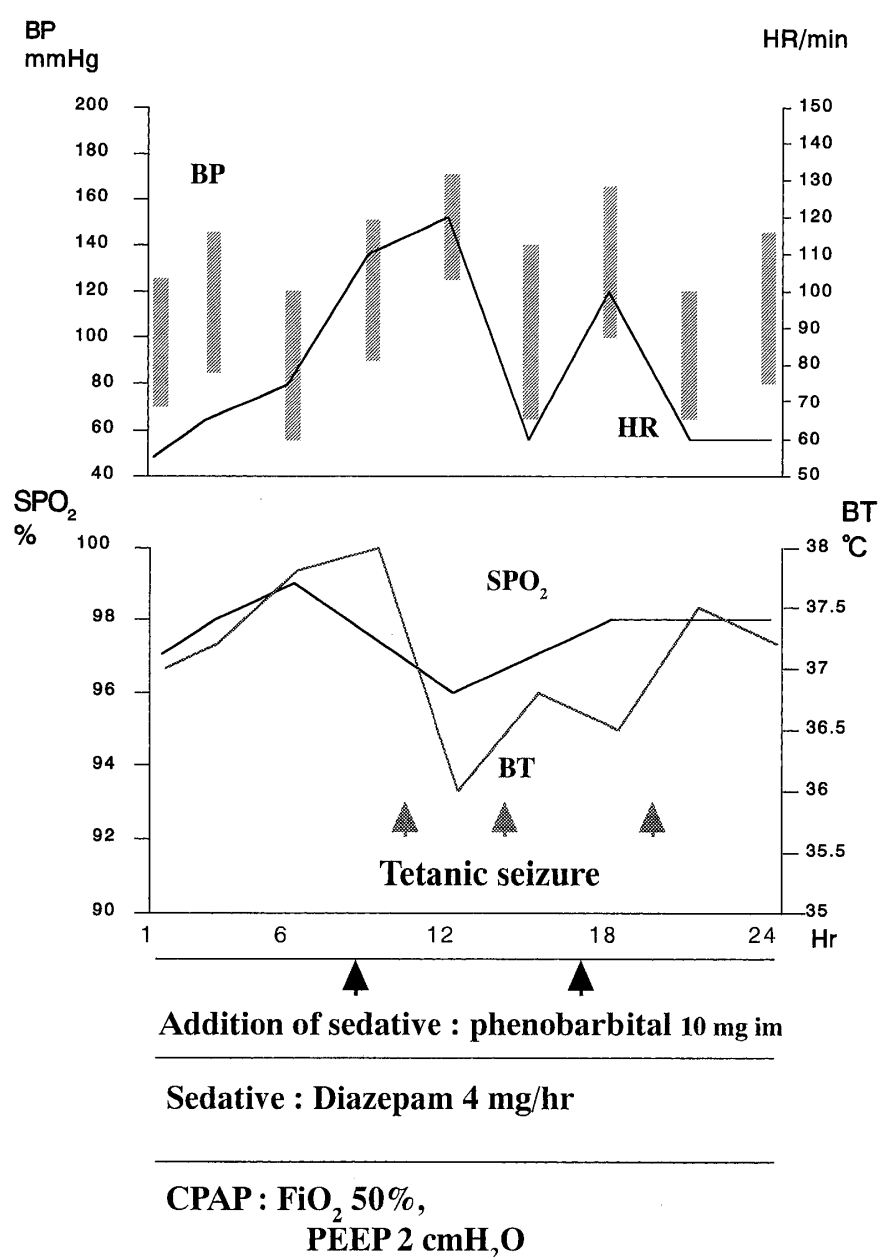 BP
mmHg
HR/min
200
180
160
140
120
100
80
60
40
150
140
130
120
110
100
90
80
70
60
50
BP
HR
SPO₂
%
BT
°C
100
98
96
94
92
90
38
37.5
37
36.5
36
35.5
35
SPO₂
BT
Tetanic seizure
1 6 12 18 24 Hr
Addition of sedative : phenobarbital 10 mg im
Sedative : Diazepam 4 mg/hr
CPAP : FiO₂ 50%,
PEEP 2 cmH₂O